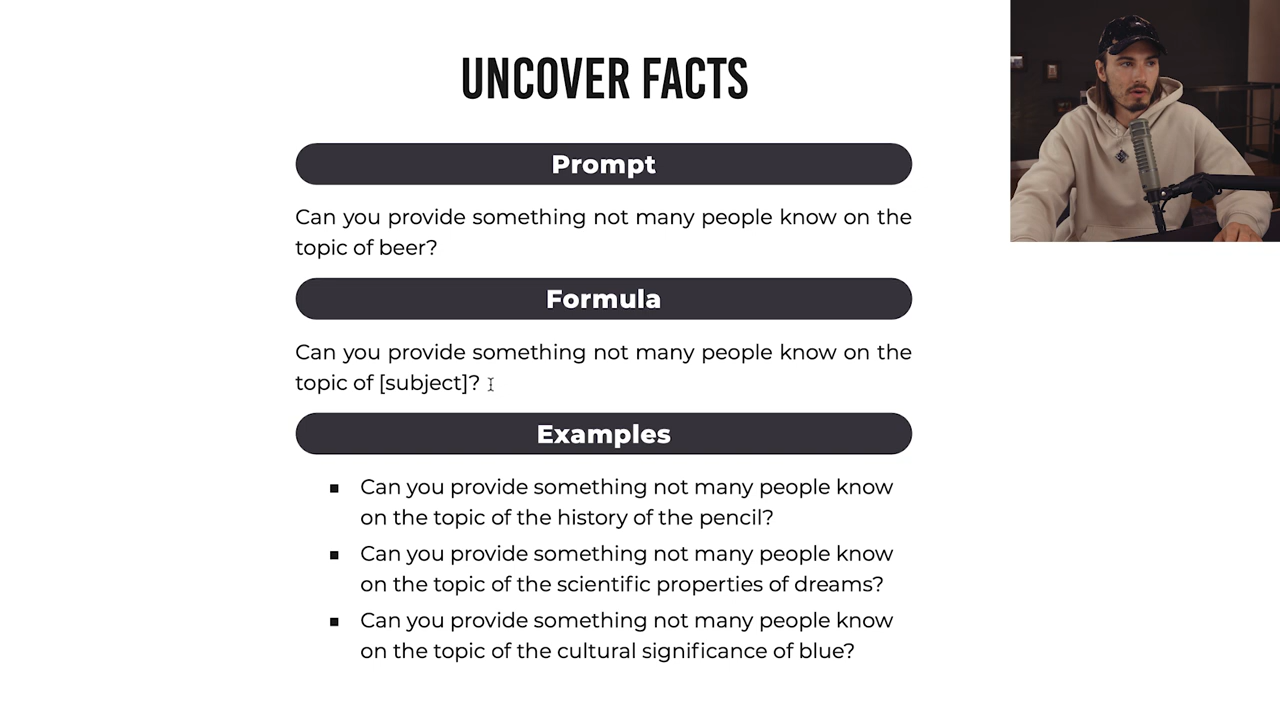 UNCOVER FACTS
Prompt
Can you provide something not many people know on the
topic of beer?
Formula
Can you provide something not many people know on the
topic of [subject]?
Examples
▪ Can you provide something not many people know
on the topic of the history of the pencil?
▪ Can you provide something not many people know
on the topic of the scientific properties of dreams?
▪ Can you provide something not many people know
on the topic of the cultural significance of blue?